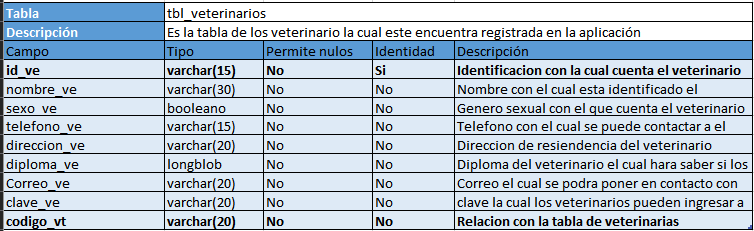 Tabla tbl_veterinarios
Descripción Es la tabla de los veterinario la cual este encuentra registrada en la aplicación
Campo Tipo Permite nulos Identidad Descripción
id_ve varchar(15) No Si Identificacion con la cual cuenta el veterinario
nombre_ve varchar(30) No No Nombre con el cual esta identificado el
sexo_ve booleano No No Genero sexual con el que cuenta el veterinario
telefono_ve varchar(15) No No Telefono con el cual se puede contactar a el
direccion_ve varchar(20) No No Direccion de resiendencia del veterinario
diploma_ve longblob No No Diploma del veterinario el cual hara saber si los
Correo_ve varchar(20) No No Correo el cual se podra poner en contacto con
clave_ve varchar(20) No No clave la cual los veterinarios pueden ingresar a
codigo_vt varchar(20) No No Relacion con la tabla de veterinarias